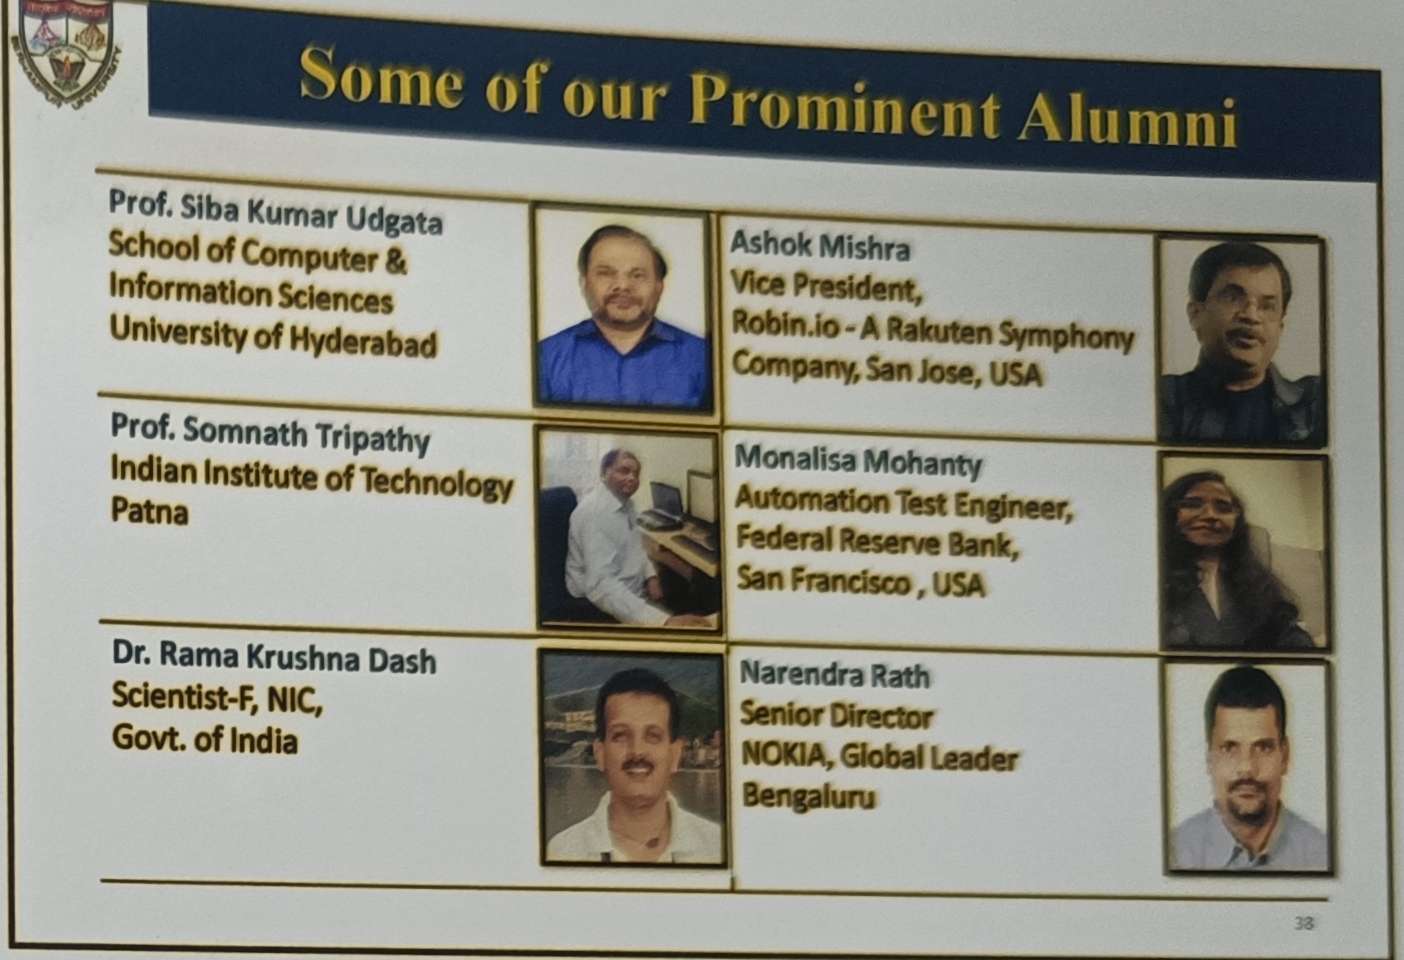 BERHAMPUR UNIVERSITY
Some of our Prominent Alumni
Prof. Siba Kumar Udgata
School of Computer &
Information Sciences
University of Hyderabad
Ashok Mishra
Vice President,
Robin.io - A Rakuten Symphony
Company, San Jose, USA
Prof. Somnath Tripathy
Indian Institute of Technology
Patna
Monalisa Mohanty
Automation Test Engineer,
Federal Reserve Bank,
San Francisco , USA
Dr. Rama Krushna Dash
Scientist-F, NIC,
Govt. of India
Narendra Rath
Senior Director
NOKIA, Global Leader
Bengaluru
38